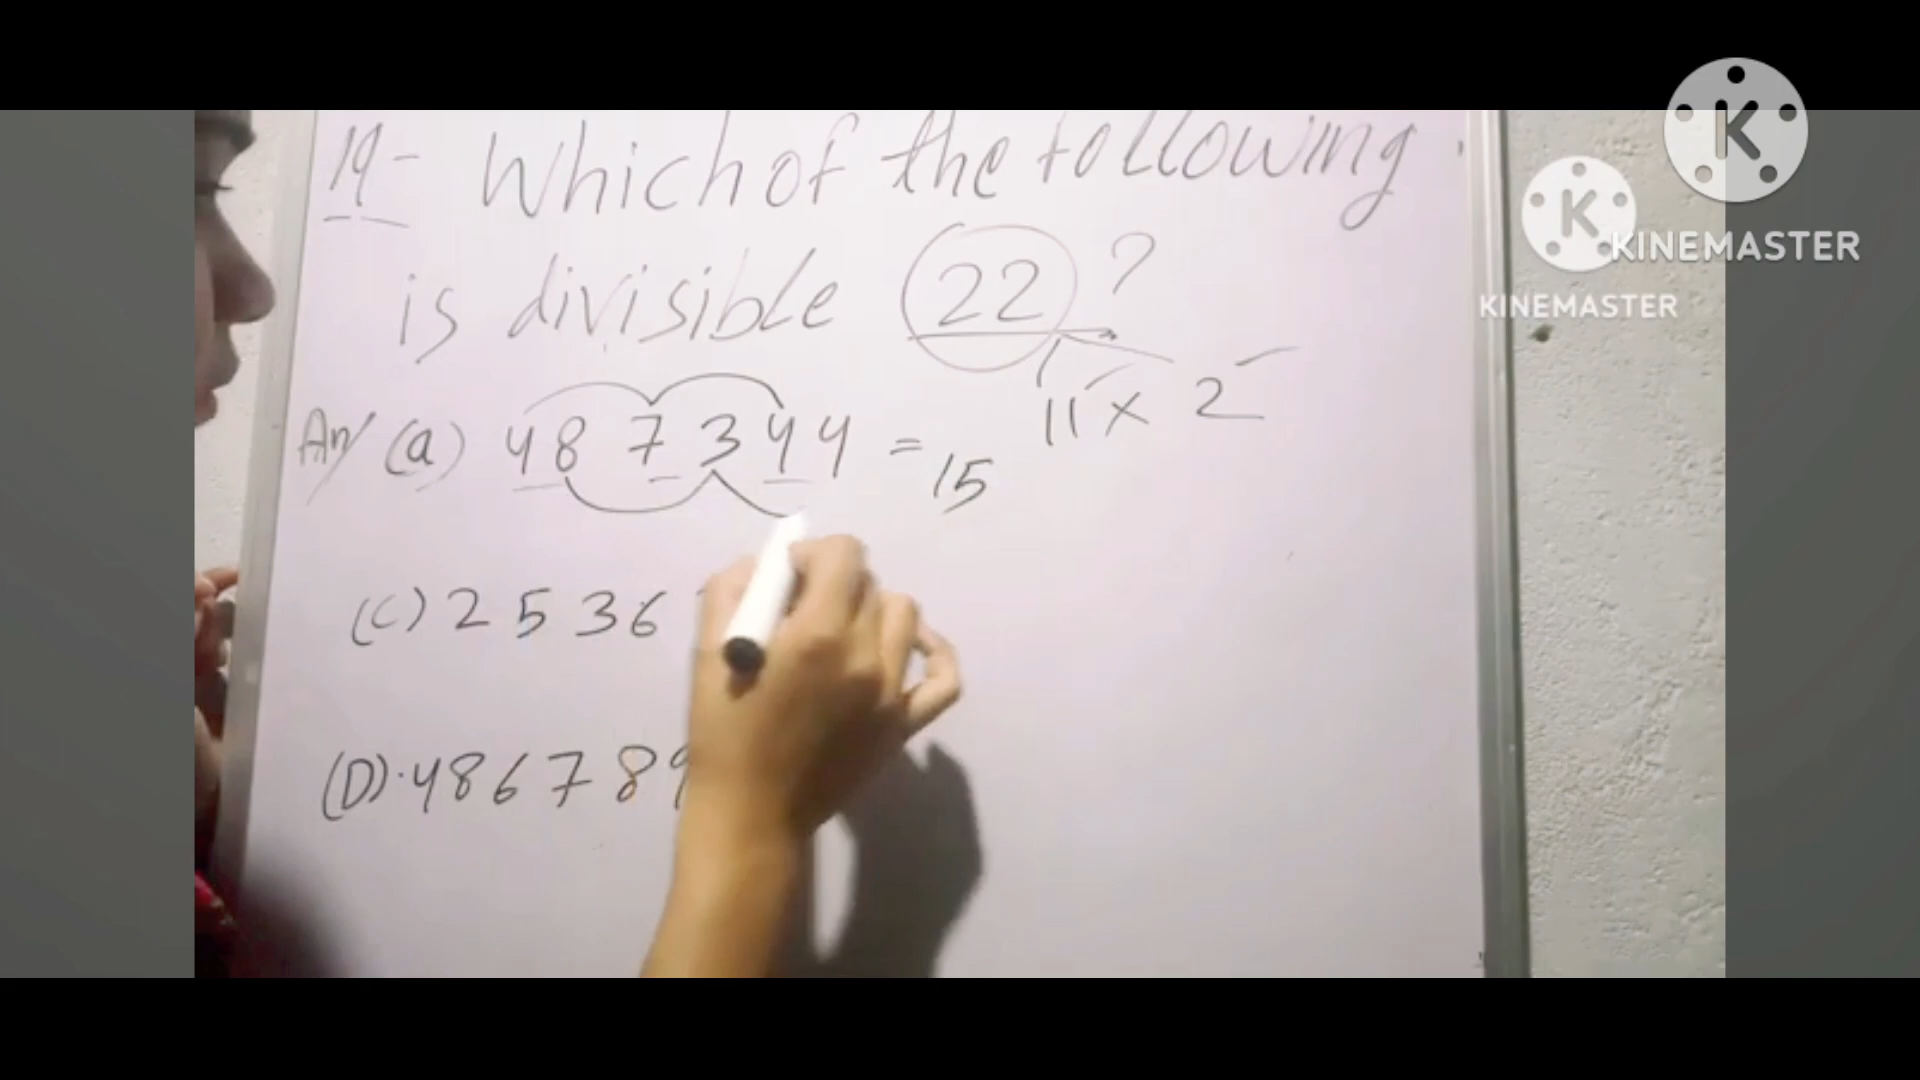 19- Which of the following
is divisible 22 ?
11 x 2
Ans (a) 487344 = 15
(C) 2536
(D). 48678
K KINEMASTER
K KINEMASTER